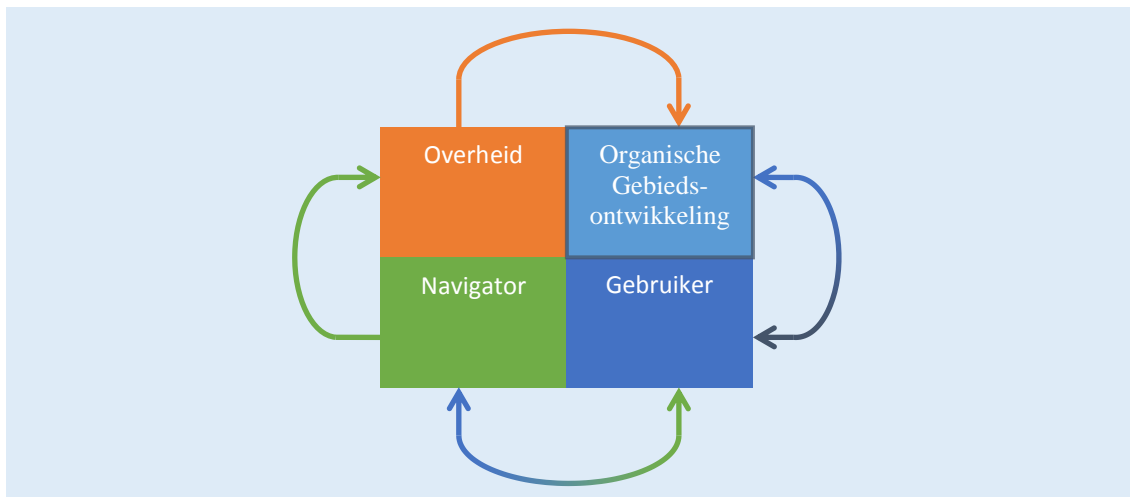 Overheid
Organische
Gebieds-
ontwikkeling
Navigator
Gebruiker